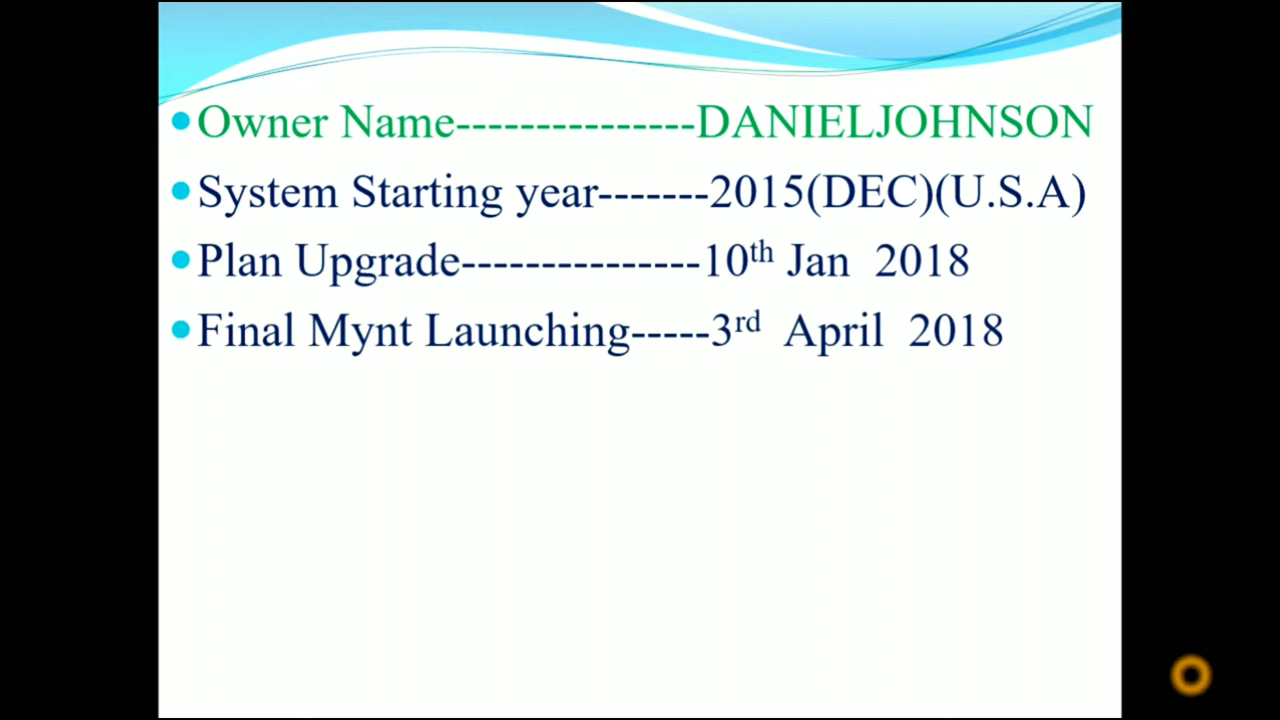 Owner Name---------------DANIELJOHNSON
System Starting year-------2015(DEC)(U.S.A)
Plan Upgrade---------------10th Jan 2018
Final Mynt Launching-----3rd April 2018